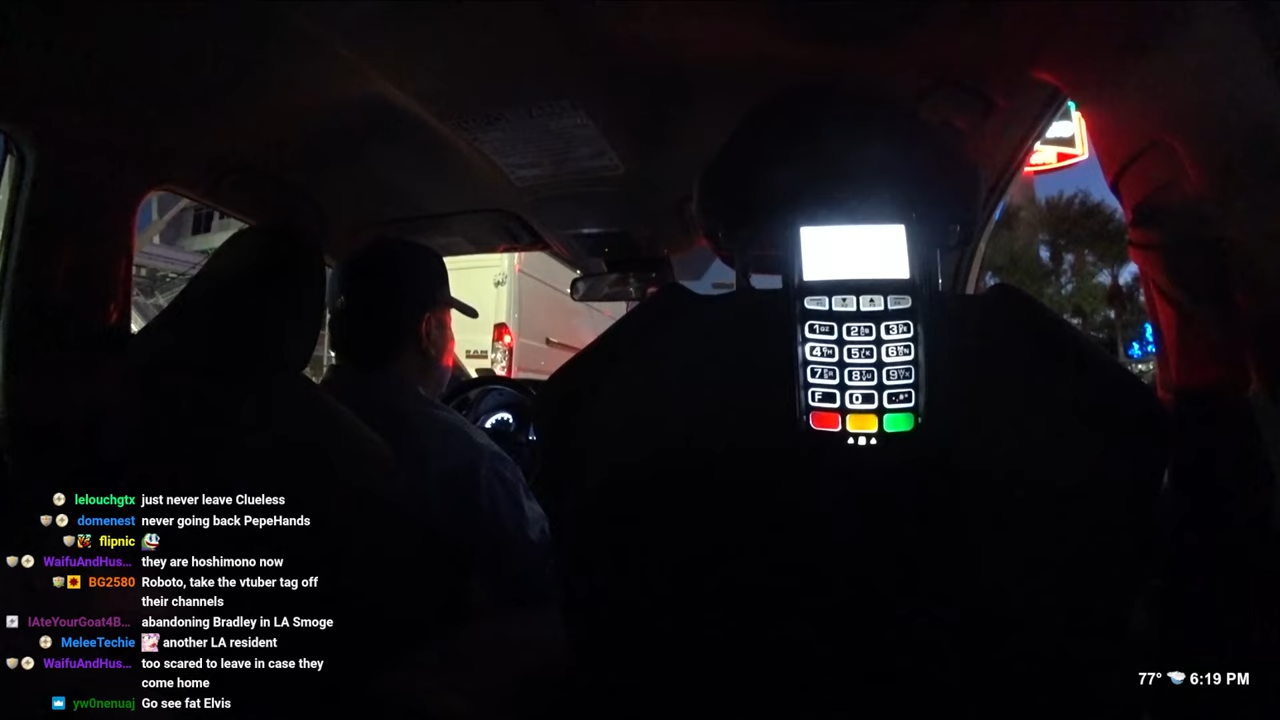 RAM
1QZ
2
3
4
5
6
7
8
9
F
0
lelouchgtx just never leave Clueless
domenest never going back PepeHands
flipnic
WaifuAndHus... they are hoshimono now
BG2580 Roboto, take the vtuber tag off
their channels
IAteYourGoat4B... abandoning Bradley in LA Smoge
MeleeTechie another LA resident
WaifuAndHus... too scared to leave in case they
come home
yw0nenuaj Go see fat Elvis
77° 6:19 PM